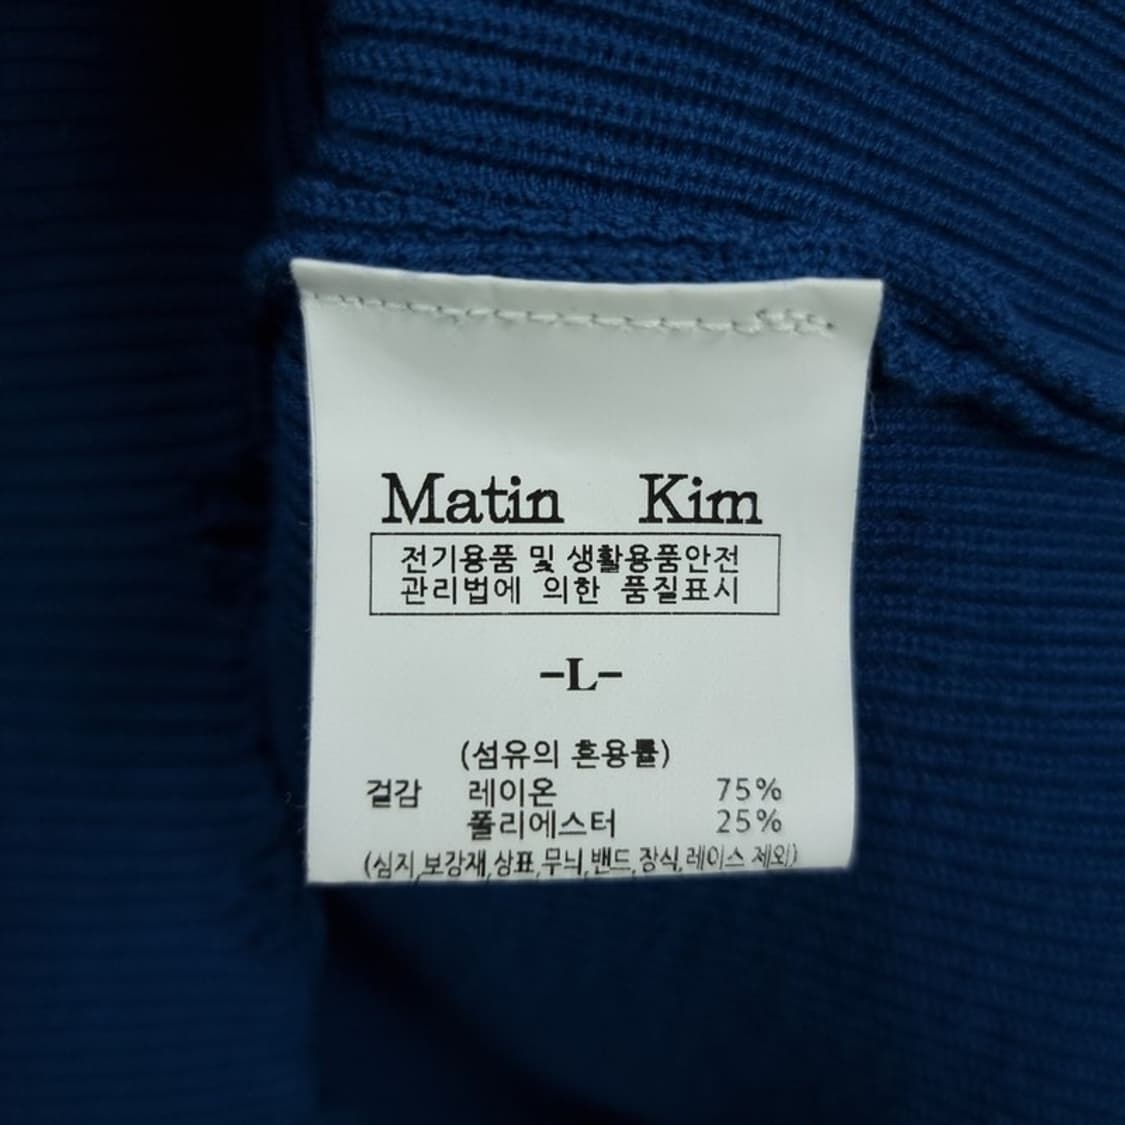 Matin Kim
전기용품 및 생활용품안전
관리법에 의한 품질표시
-L-
(섬유의 혼용률)
겉감 레이온 75%
폴리에스터 25%
(심지,보강재,상표,무늬,밴드,장식,레이스 제외)